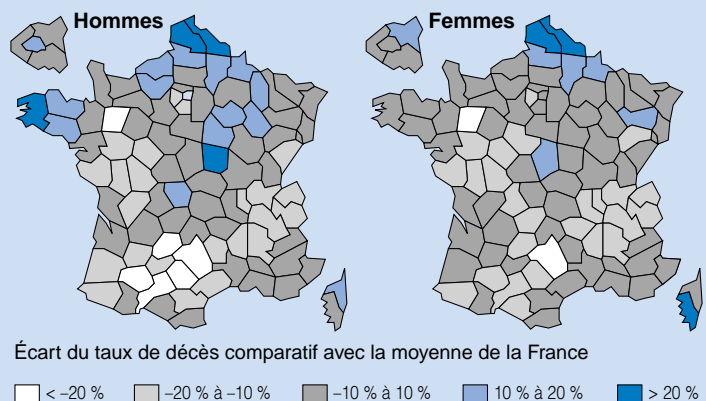 Hommes
Femmes
Écart du taux de décès comparatif avec la moyenne de la France
< –20 %
–20 % à –10 %
–10 % à 10 %
10 % à 20 %
> 20 %